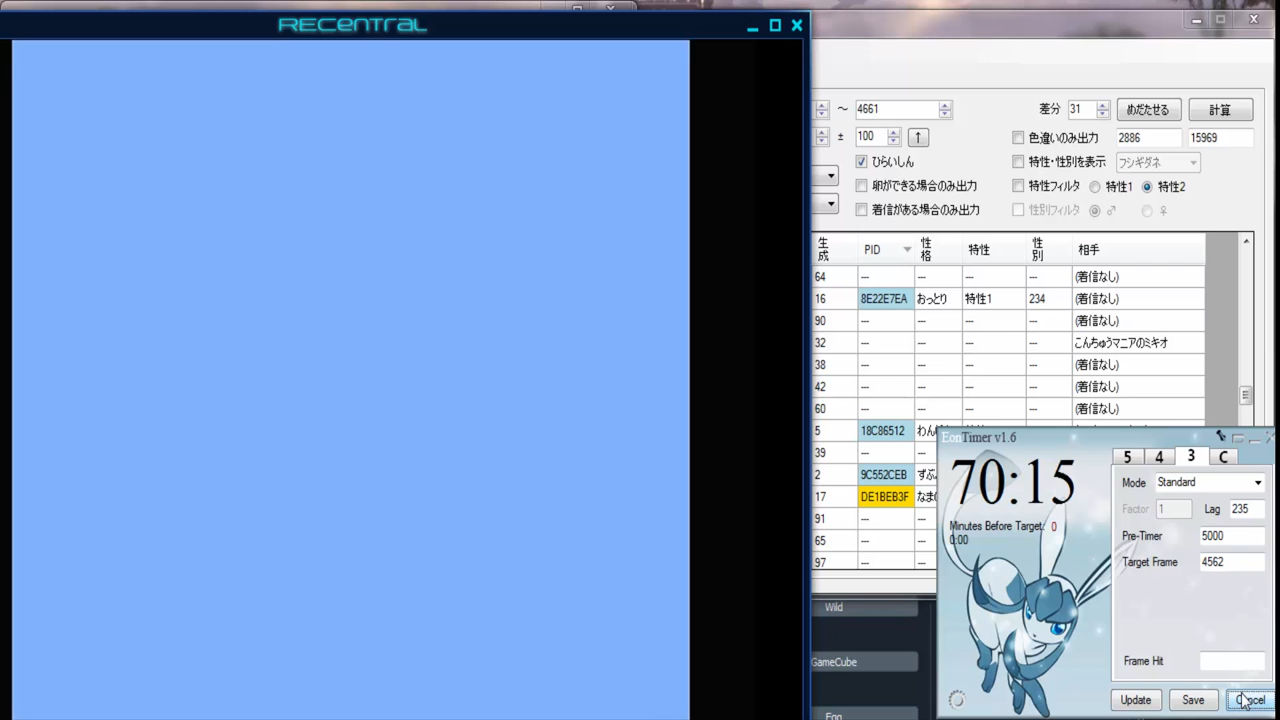 RECENTRAL
～ 4661 差分 31 めだたせる 計算
± 100 ↑ 色違いのみ出力 2886 15969
ひらいしん 特性・性別を表示 フシギダネ
卵ができる場合のみ出力 特性フィルタ 特性1 特性2
着信がある場合のみ出力 性別フィルタ ♂ ♀
生成 PID 性格 特性 性別 相手
64 --- --- --- --- (着信なし)
16 8E22E7EA おっとり 特性1 234 (着信なし)
90 --- --- --- --- (着信なし)
32 --- --- --- --- こんちゅうマニアのミキオ
38 --- --- --- --- (着信なし)
42 --- --- --- --- (着信なし)
60 --- --- --- --- (着信なし)
5 18C86512
39 ---
2 9C552CEB
17 DE1BEB3F
91 ---
65 ---
97 ---
Wild
GameCube
Egg
EonTimer v1.6
70:15
Minutes Before Target: 0
0:00
5 4 3 C
Mode Standard
Factor 1 Lag 235
Pre-Timer 5000
Target Frame 4562
Frame Hit
Update Save Cancel